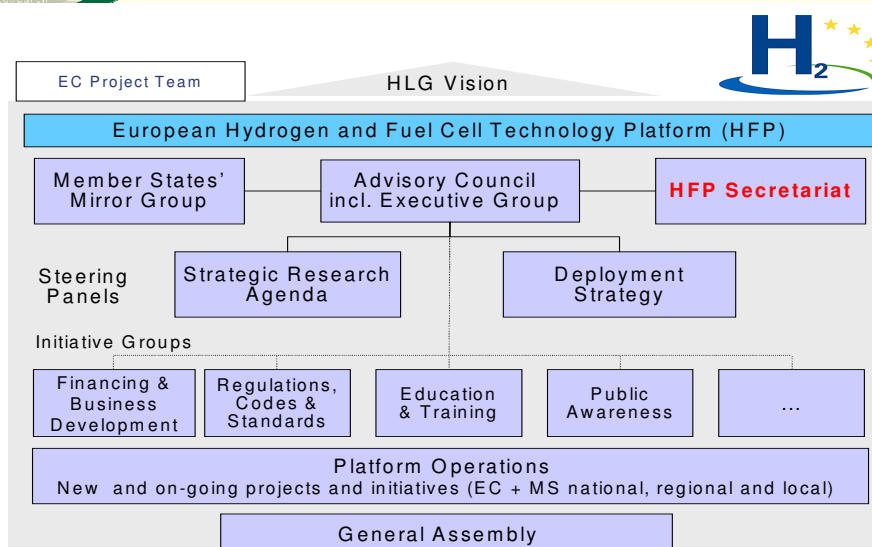 EC Project Team
HLG Vision
H2
European Hydrogen and Fuel Cell Technology Platform (HFP)
Member States'
Mirror Group
Advisory Council
incl. Executive Group
HFP Secretariat
Steering
Panels
Strategic Research
Agenda
Deployment
Strategy
Initiative Groups
Financing &
Business
Development
Regulations,
Codes &
Standards
Education
& Training
Public
Awareness
...
Platform Operations
New and on-going projects and initiatives (EC + MS national, regional and local)
General Assembly